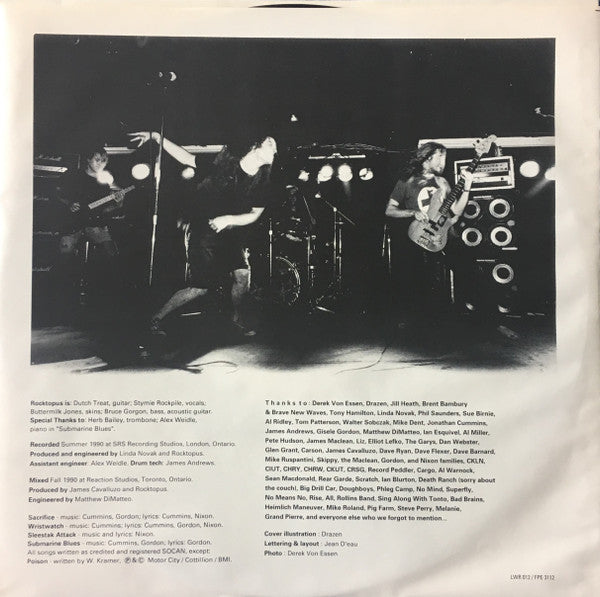 Rocktopus is: Dutch Treat, guitar; Stymie Rockpile, vocals;
Buttermilk Jones, skins; Bruce Gorgon, bass, acoustic guitar.
Special Thanks to: Herb Bailey, trombone; Alex Weidle,
piano in "Submarine Blues".
Recorded Summer 1990 at SRS Recording Studios, London, Ontario.
Produced and engineered by Linda Novak and Rocktopus.
Assistant engineer: Alex Weidle. Drum tech: James Andrews.
Mixed Fall 1990 at Reaction Studios, Toronto, Ontario.
Produced by James Cavalluzo and Rocktopus.
Engineered by Matthew DiMatteo.
Sacrifice - music: Cummins, Gordon; lyrics: Nixon.
Wristwatch - music: Cummins; lyrics: Cummins, Gordon, Nixon.
Sleestak Attack - music: and lyrics: Nixon.
Submarine Blues - music: Cummins, Gordon; lyrics: Gordon.
All songs written as credited and registered SOCAN, except:
Poison - written by W. Kramer, ℗&© Motor City / Cottillion / BMI.
Thanks to: Derek Von Essen, Drazen, Jill Heath, Brent Bambury
& Brave New Waves, Tony Hamilton, Linda Novak, Phil Saunders, Sue Birnie,
Al Ridley, Tom Patterson, Walter Sobczak, Mike Dent, Jonathan Cummins,
James Andrews, Gisele Gordon, Matthew DiMatteo, Ian Esquivel, Al Miller,
Pete Hudson, James Maclean, Liz, Elliot Lefko, The Garys, Dan Webster,
Glen Grant, Carson, James Cavalluzo, Dave Ryan, Dave Flexer, Dave Barnard,
Mike Ruspantini, Skippy, the Maclean, Gordon, and Nixon families, CKLN,
CIUT, CHRY, CHRW, CKUT, CRSG, Record Peddler, Cargo, Al Warnock,
Sean Macdonald, Rear Garde, Scratch, Ian Blurton, Death Ranch (sorry about
the couch), Big Drill Car, Doughboys, Phleg Camp, No Mind, Superfly,
No Means No, Rise, All, Rollins Band, Sing Along With Tonto, Bad Brains,
Heimlich Maneuver, Mike Roland, Pig Farm, Steve Perry, Melanie,
Grand Pierre, and everyone else who we forgot to mention...
Cover illustration : Drazen
Lettering & layout : Jean D'eau
Photo : Derek Von Essen
LWR 012 / FPE 3112